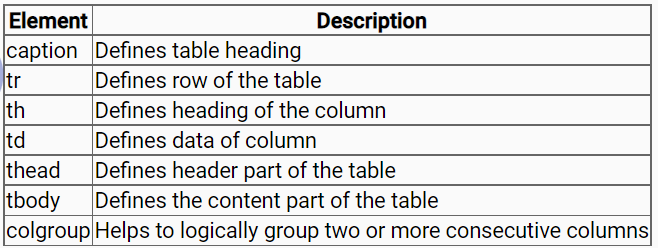 Element Description
caption Defines table heading
tr Defines row of the table
th Defines heading of the column
td Defines data of column
thead Defines header part of the table
tbody Defines the content part of the table
colgroup Helps to logically group two or more consecutive columns